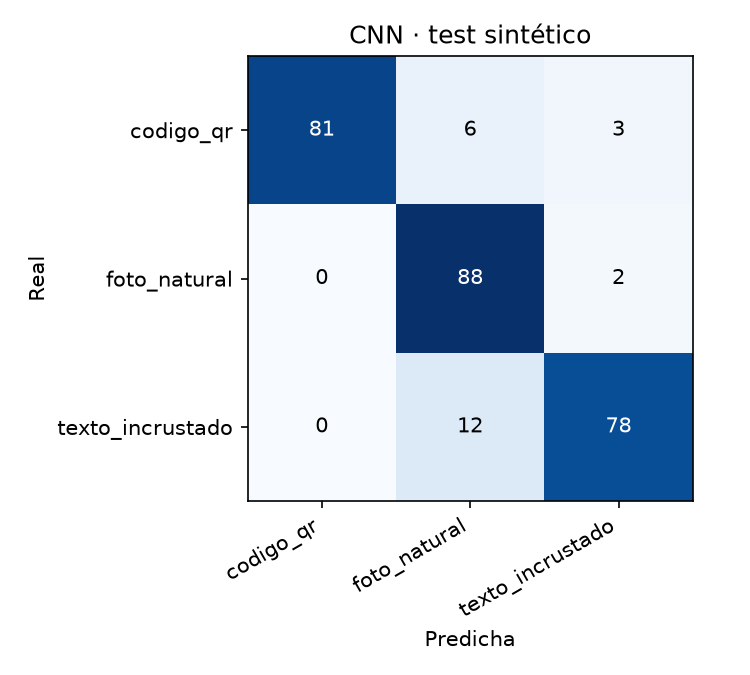 CNN · test sintético
codigo_qr 81 6 3
foto_natural 0 88 2
texto_incrustado 0 12 78
Real
codigo_qr foto_natural texto_incrustado
Predicha